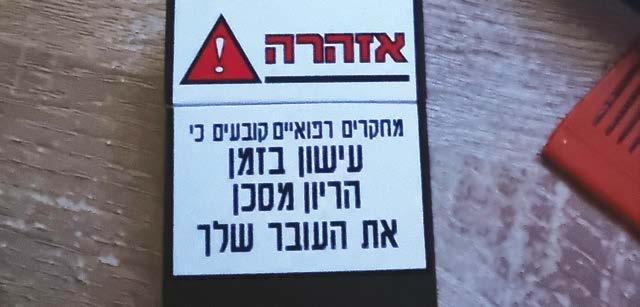 אזהרה
מחקרים רפואיים קובעים כי
עישון בזמן
הריון מסכן
את העובר שלך